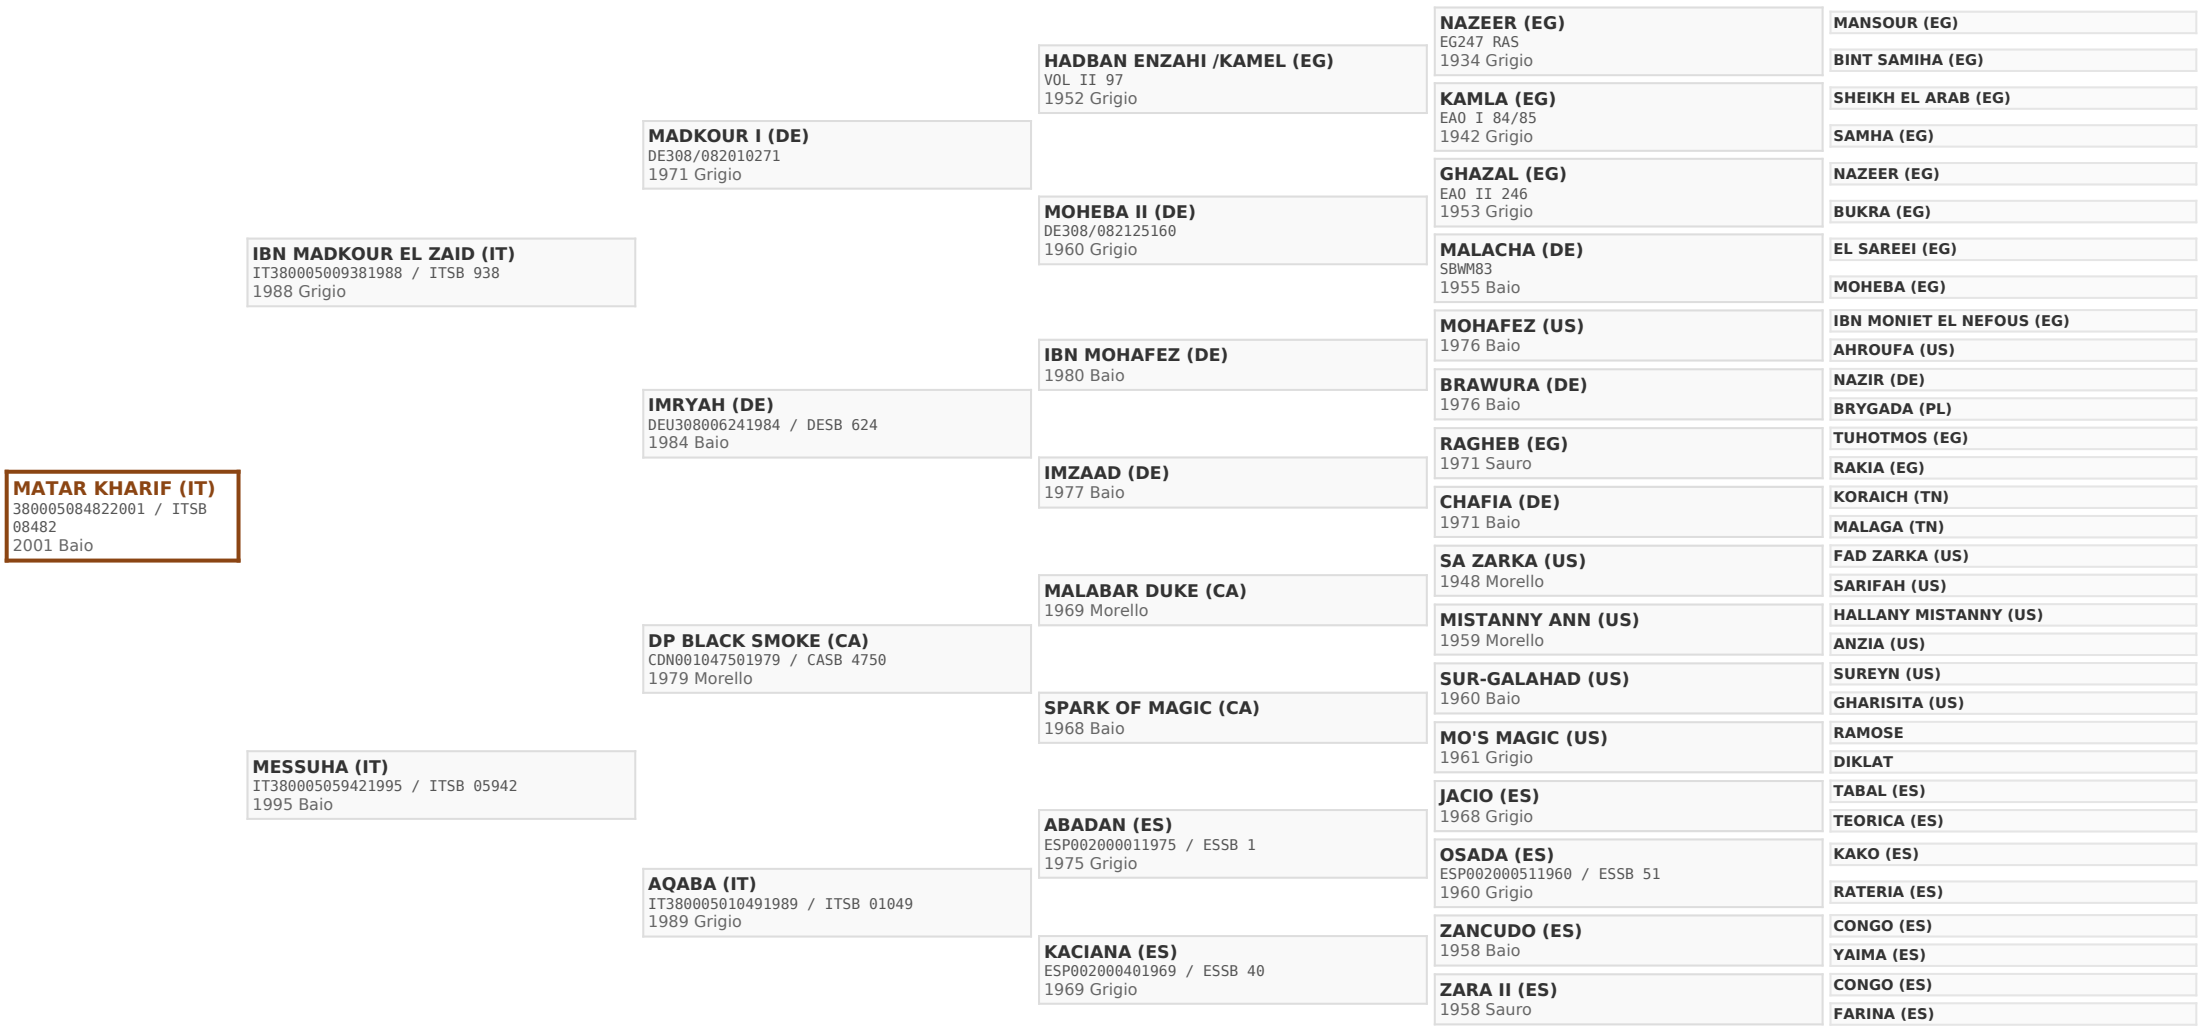 MATAR KHARIF (IT)
380005084822001 / ITSB
08482
2001 Baio
IBN MADKOUR EL ZAID (IT)
IT380005009381988 / ITSB 938
1988 Grigio
MESSUHA (IT)
IT380005059421995 / ITSB 05942
1995 Baio
MADKOUR I (DE)
DE308/082010271
1971 Grigio
IMRYAH (DE)
DEU308006241984 / DESB 624
1984 Baio
DP BLACK SMOKE (CA)
CDN001047501979 / CASB 4750
1979 Morello
AQABA (IT)
IT380005010491989 / ITSB 01049
1989 Grigio
HADBAN ENZAHI /KAMEL (EG)
VOL II 97
1952 Grigio
MOHEBA II (DE)
DE308/082125160
1960 Grigio
IBN MOHAFEZ (DE)
1980 Baio
IMZAAD (DE)
1977 Baio
MALABAR DUKE (CA)
1969 Morello
SPARK OF MAGIC (CA)
1968 Baio
ABADAN (ES)
ESP002000011975 / ESSB 1
1975 Grigio
KACIANA (ES)
ESP002000401969 / ESSB 40
1969 Grigio
NAZEER (EG)
EG247 RAS
1934 Grigio
KAMLA (EG)
EAO I 84/85
1942 Grigio
GHAZAL (EG)
EAO II 246
1953 Grigio
MALACHA (DE)
SBWM83
1955 Baio
MOHAFEZ (US)
1976 Baio
BRAWURA (DE)
1976 Baio
RAGHEB (EG)
1971 Sauro
CHAFIA (DE)
1971 Baio
SA ZARKA (US)
1948 Morello
MISTANNY ANN (US)
1959 Morello
SUR-GALAHAD (US)
1960 Baio
MO'S MAGIC (US)
1961 Grigio
JACIO (ES)
1968 Grigio
OSADA (ES)
ESP002000511960 / ESSB 51
1960 Grigio
ZANCUDO (ES)
1958 Baio
ZARA II (ES)
1958 Sauro
MANSOUR (EG)
BINT SAMIHA (EG)
SHEIKH EL ARAB (EG)
SAMHA (EG)
NAZEER (EG)
BUKRA (EG)
EL SAREEI (EG)
MOHEBA (EG)
IBN MONIET EL NEFOUS (EG)
AHROUFA (US)
NAZIR (DE)
BRYGADA (PL)
TUHOTMOS (EG)
RAKIA (EG)
KORAICH (TN)
MALAGA (TN)
FAD ZARKA (US)
SARIFAH (US)
HALLANY MISTANNY (US)
ANZIA (US)
SUREYN (US)
GHARISITA (US)
RAMOSE
DIKLAT
TABAL (ES)
TEORICA (ES)
KAKO (ES)
RATERIA (ES)
CONGO (ES)
YAIMA (ES)
CONGO (ES)
FARINA (ES)